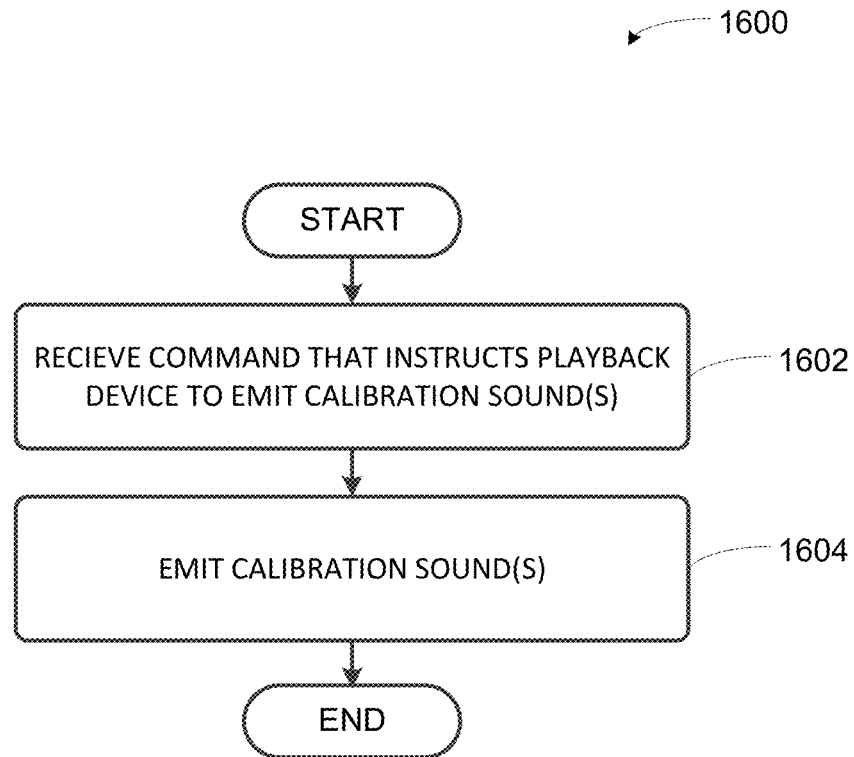 1600
START
RECIEVE COMMAND THAT INSTRUCTS PLAYBACK
DEVICE TO EMIT CALIBRATION SOUND(S)
1602
EMIT CALIBRATION SOUND(S)
1604
END